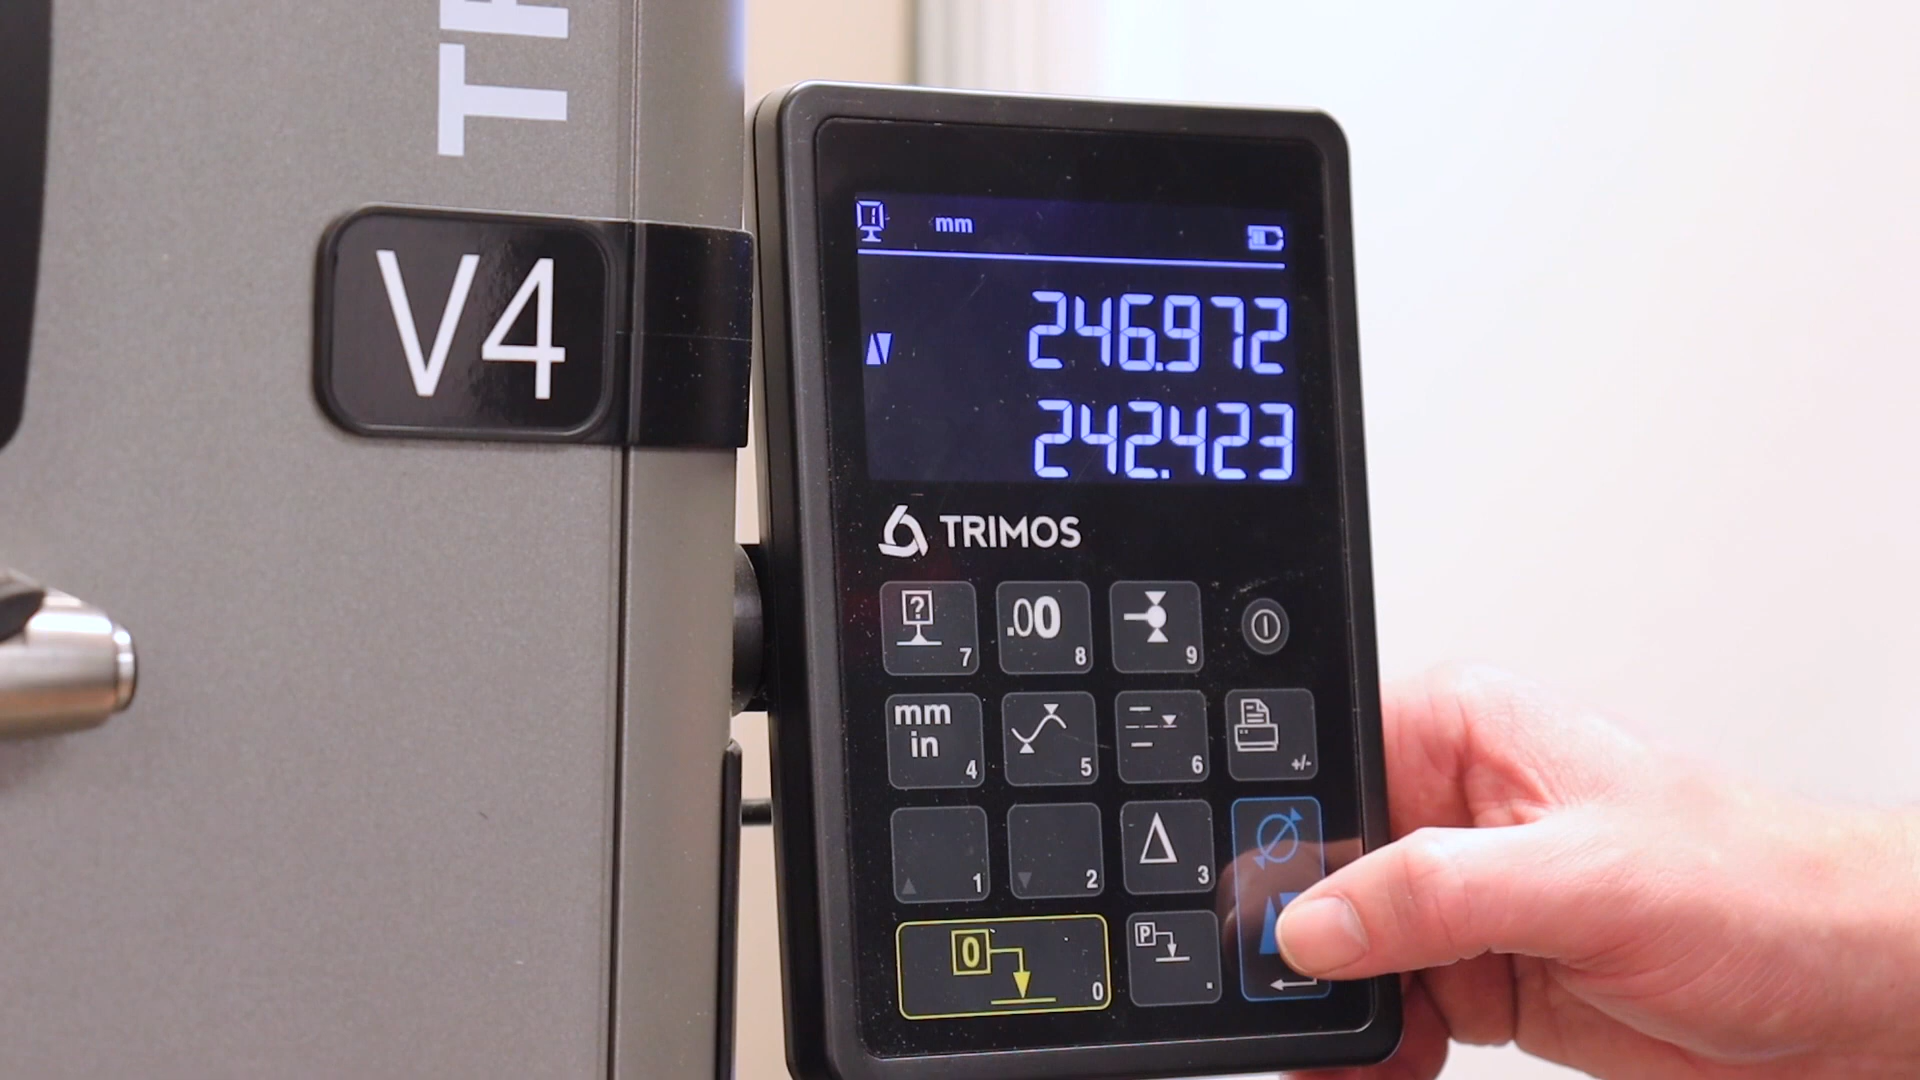 V4
1 mm
246.972
242.423
TRIMOS
? 7
.00 8
9
mm
in 4
5
6
+/-
1
2
Δ 3
0 0
P .